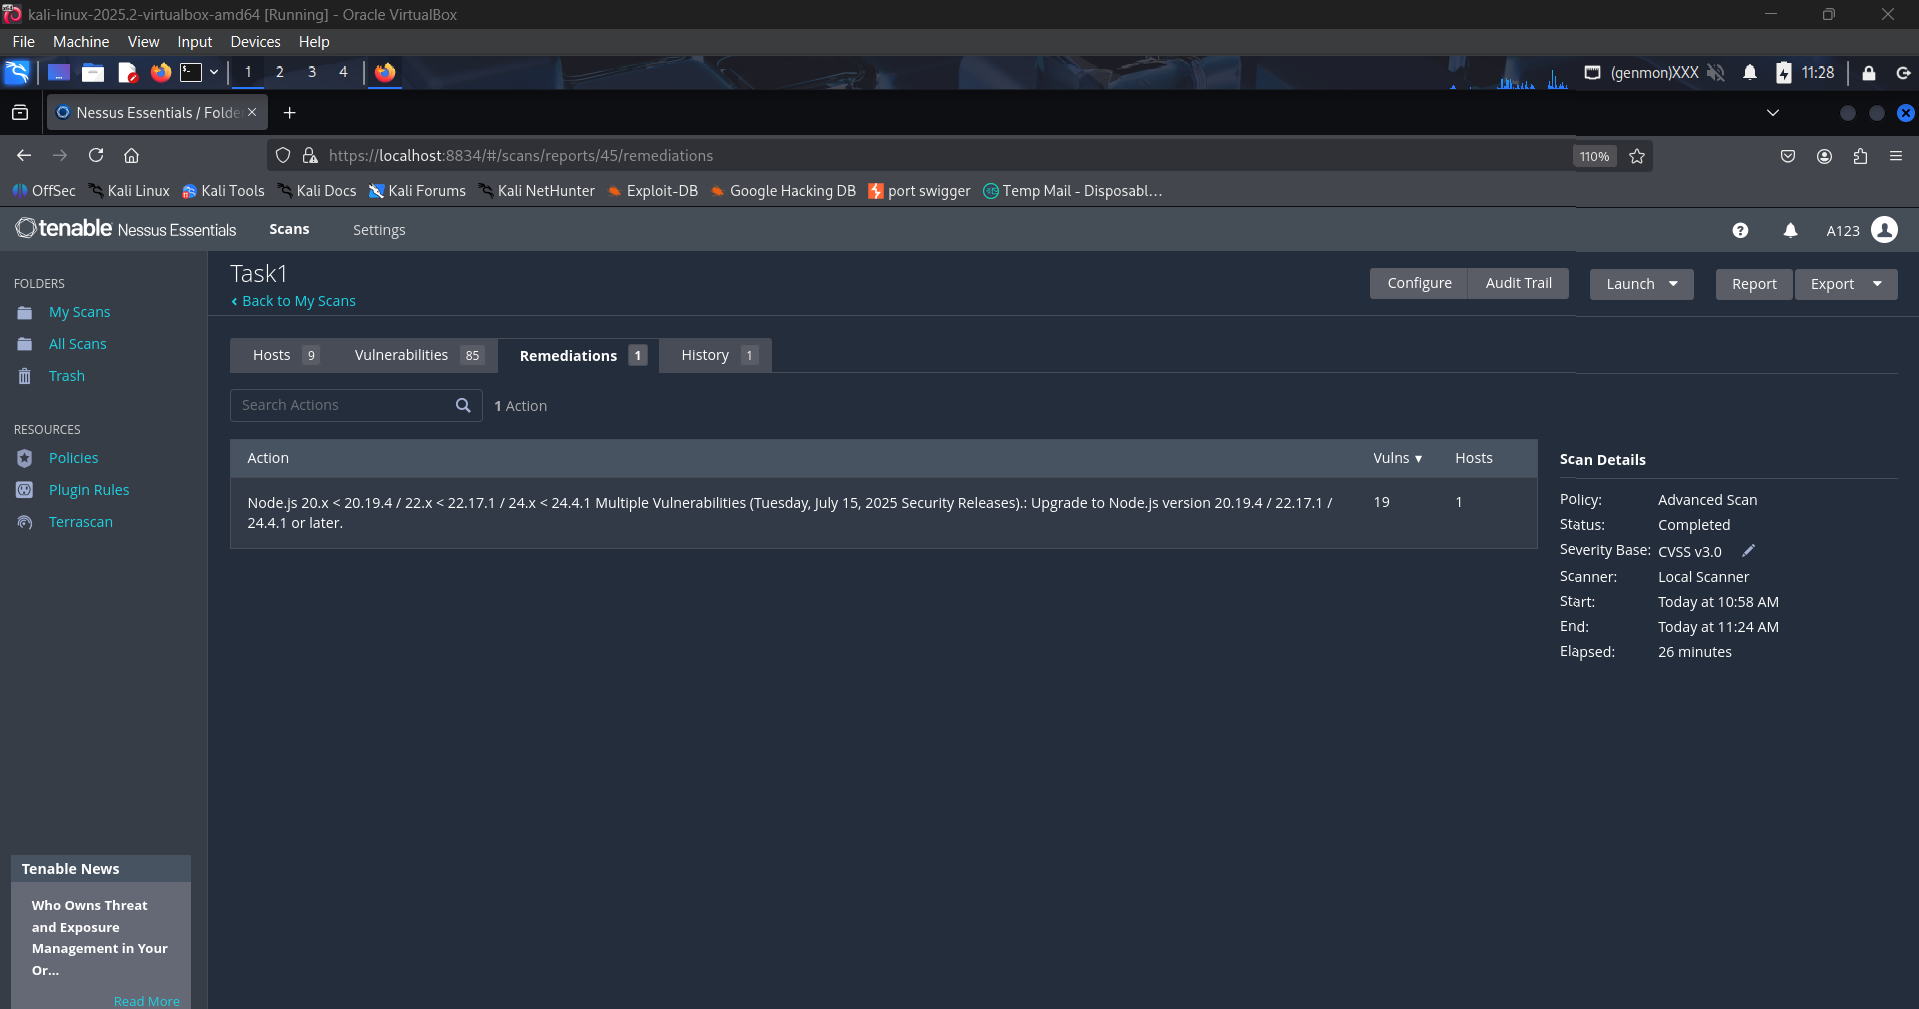 kali-linux-2025.2-virtualbox-amd64 [Running] - Oracle VirtualBox
File Machine View Input Devices Help
1 2 3 4 (genmon)XXX 11:28
Nessus Essentials / Folde
https://localhost:8834/#/scans/reports/45/remediations 110%
OffSec Kali Linux Kali Tools Kali Docs Kali Forums Kali NetHunter Exploit-DB Google Hacking DB port swigger Temp Mail - Disposabl…
tenable Nessus Essentials Scans Settings A123
FOLDERS
My Scans
All Scans
Trash
RESOURCES
Policies
Plugin Rules
Terrascan
Tenable News
Who Owns Threat
and Exposure
Management in Your
Or...
Read More
Task1
Back to My Scans
Configure Audit Trail Launch Report Export
Hosts 9 Vulnerabilities 85 Remediations 1 History 1
Search Actions 1 Action
Action Vulns Hosts
Node.js 20.x < 20.19.4 / 22.x < 22.17.1 / 24.x < 24.4.1 Multiple Vulnerabilities (Tuesday, July 15, 2025 Security Releases).: Upgrade to Node.js version 20.19.4 / 22.17.1 / 19 1
24.4.1 or later.
Scan Details
Policy: Advanced Scan
Status: Completed
Severity Base: CVSS v3.0
Scanner: Local Scanner
Start: Today at 10:58 AM
End: Today at 11:24 AM
Elapsed: 26 minutes